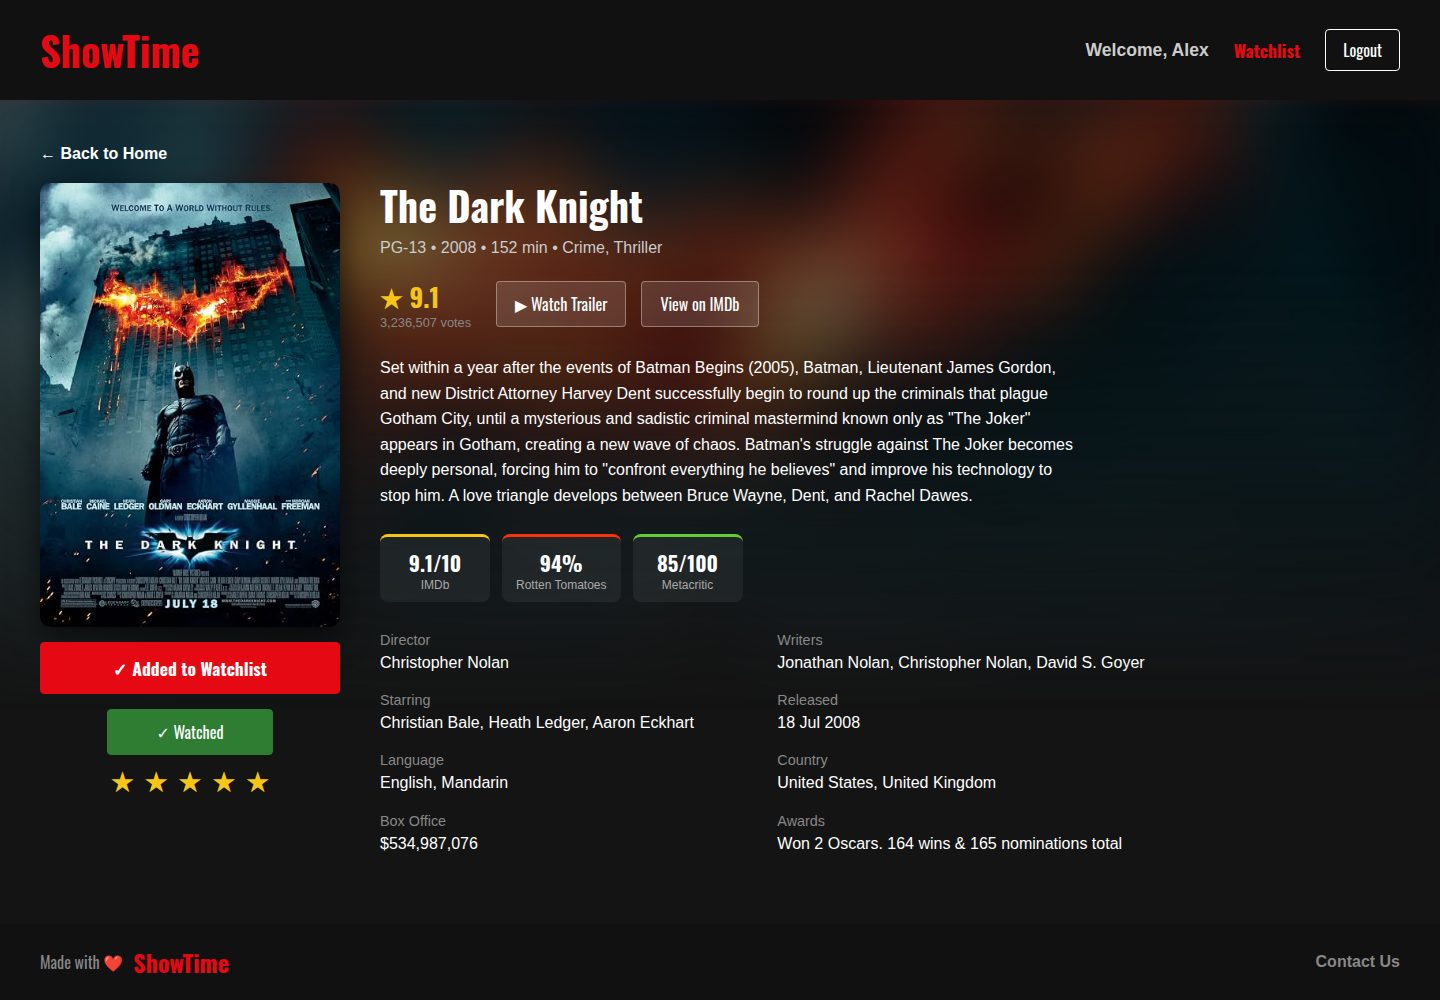 ShowTime
Welcome, Alex
Watchlist
Logout
← Back to Home
WELCOME TO A WORLD WITHOUT RULES.
CHRISTIAN BALE
MICHAEL CAINE
HEATH LEDGER
GARY OLDMAN
AARON ECKHART
MAGGIE GYLLENHAAL
MORGAN FREEMAN
THE DARK KNIGHT
JULY 18
✓ Added to Watchlist
✓ Watched
★ ★ ★ ★ ★
The Dark Knight
PG-13 • 2008 • 152 min • Crime, Thriller
★ 9.1
3,236,507 votes
▶ Watch Trailer
View on IMDb
Set within a year after the events of Batman Begins (2005), Batman, Lieutenant James Gordon,
and new District Attorney Harvey Dent successfully begin to round up the criminals that plague
Gotham City, until a mysterious and sadistic criminal mastermind known only as "The Joker"
appears in Gotham, creating a new wave of chaos. Batman's struggle against The Joker becomes
deeply personal, forcing him to "confront everything he believes" and improve his technology to
stop him. A love triangle develops between Bruce Wayne, Dent, and Rachel Dawes.
9.1/10
IMDb
94%
Rotten Tomatoes
85/100
Metacritic
Director
Christopher Nolan
Writers
Jonathan Nolan, Christopher Nolan, David S. Goyer
Starring
Christian Bale, Heath Ledger, Aaron Eckhart
Released
18 Jul 2008
Language
English, Mandarin
Country
United States, United Kingdom
Box Office
$534,987,076
Awards
Won 2 Oscars. 164 wins & 165 nominations total
Made with ❤️ ShowTime
Contact Us